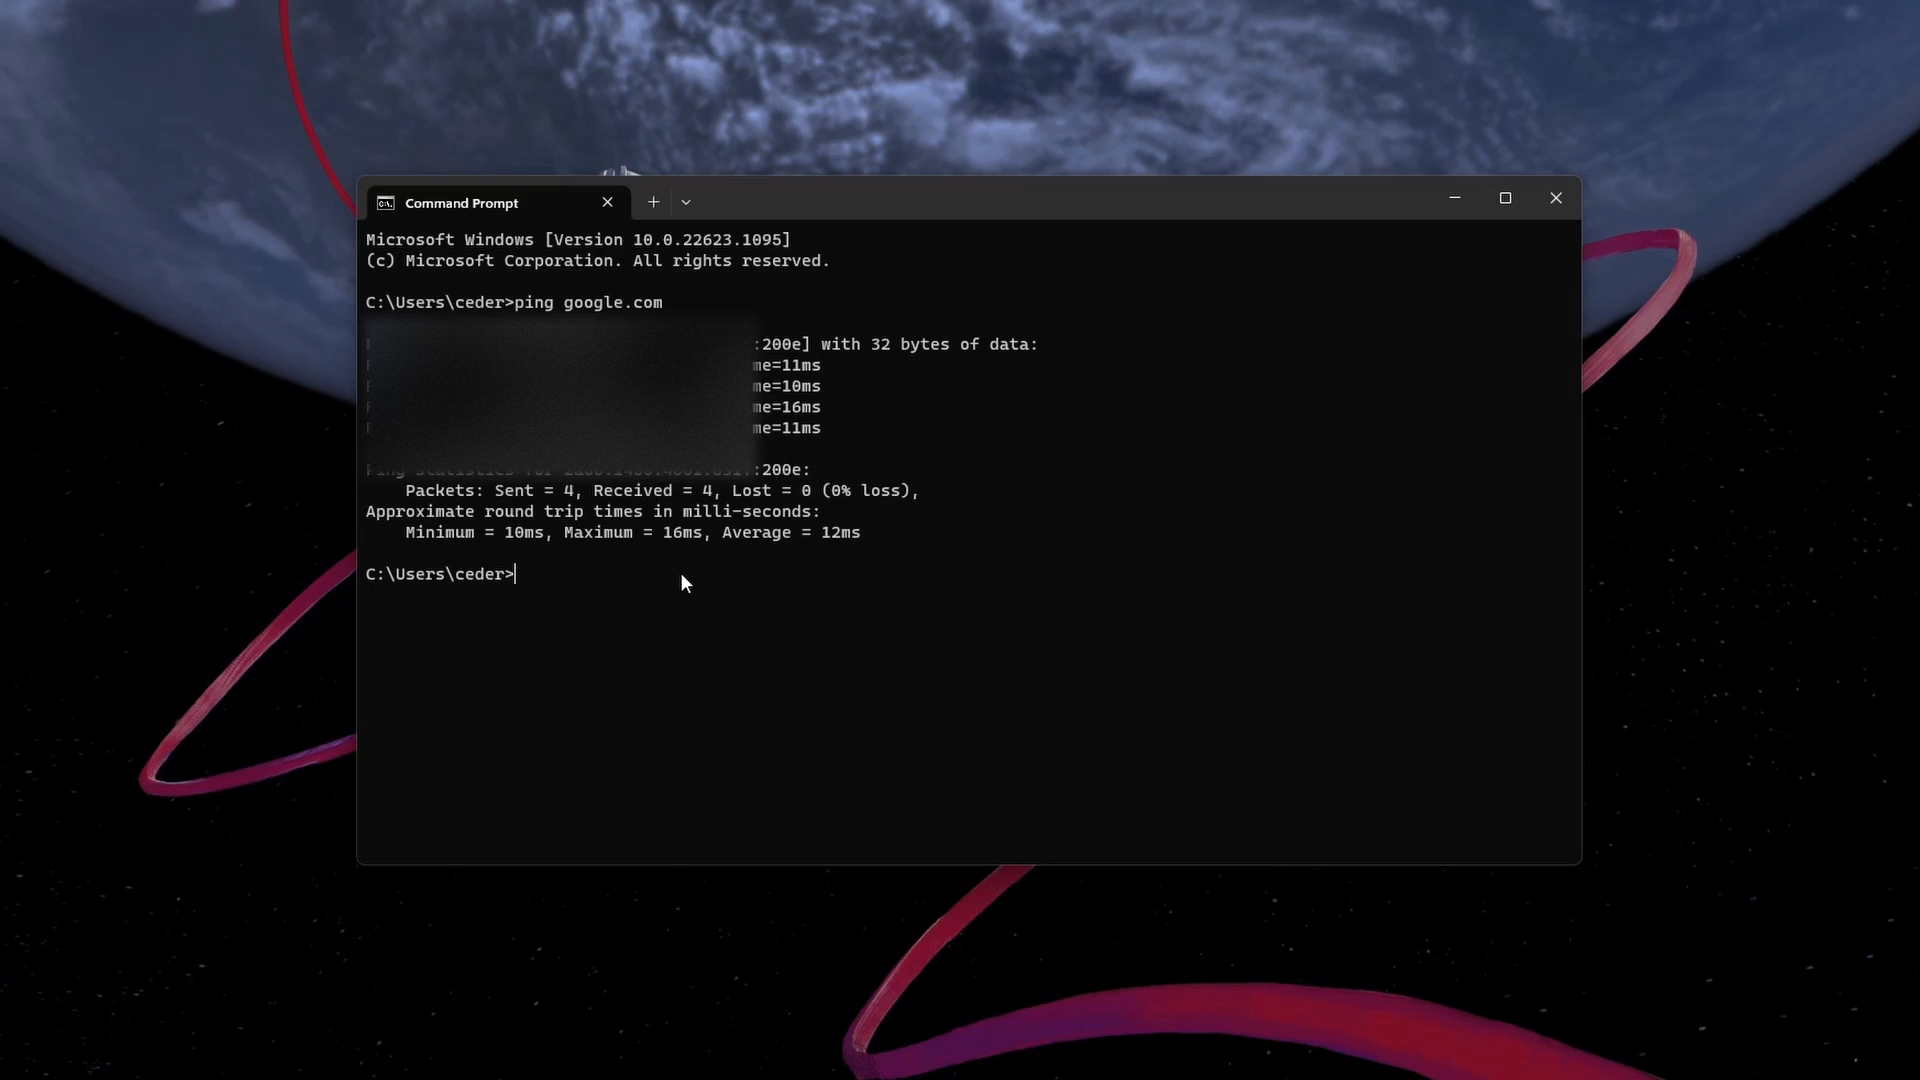 Command Prompt
Microsoft Windows [Version 10.0.22623.1095]
(c) Microsoft Corporation. All rights reserved.
C:\Users\ceder>ping google.com
:200e] with 32 bytes of data:
me=11ms
me=10ms
me=16ms
me=11ms
:200e:
Packets: Sent = 4, Received = 4, Lost = 0 (0% loss),
Approximate round trip times in milli-seconds:
Minimum = 10ms, Maximum = 16ms, Average = 12ms
C:\Users\ceder>